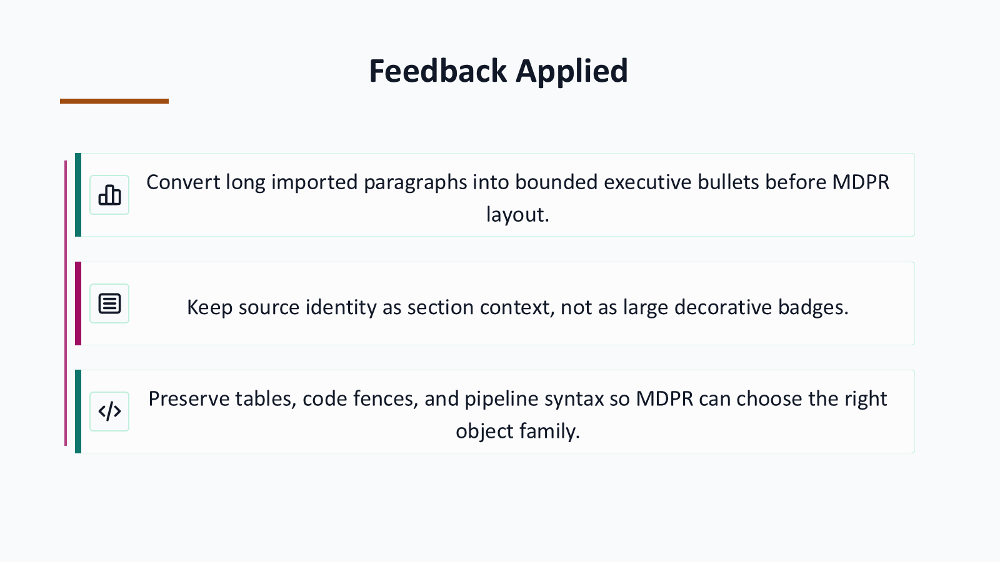 Feedback Applied
Convert long imported paragraphs into bounded executive bullets before MDPR
layout.
Keep source identity as section context, not as large decorative badges.
Preserve tables, code fences, and pipeline syntax so MDPR can choose the right
object family.